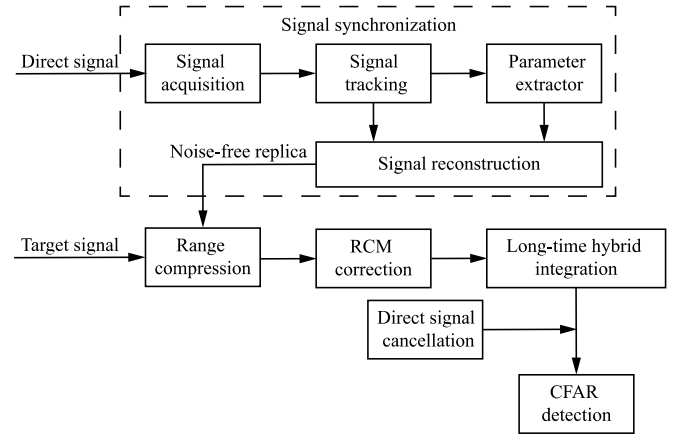 Signal synchronization
Direct signal
Signal
acquisition
Signal
tracking
Parameter
extractor
Noise-free replica
Signal reconstruction
Target signal
Range
compression
RCM
correction
Long-time hybrid
integration
Direct signal
cancellation
CFAR
detection